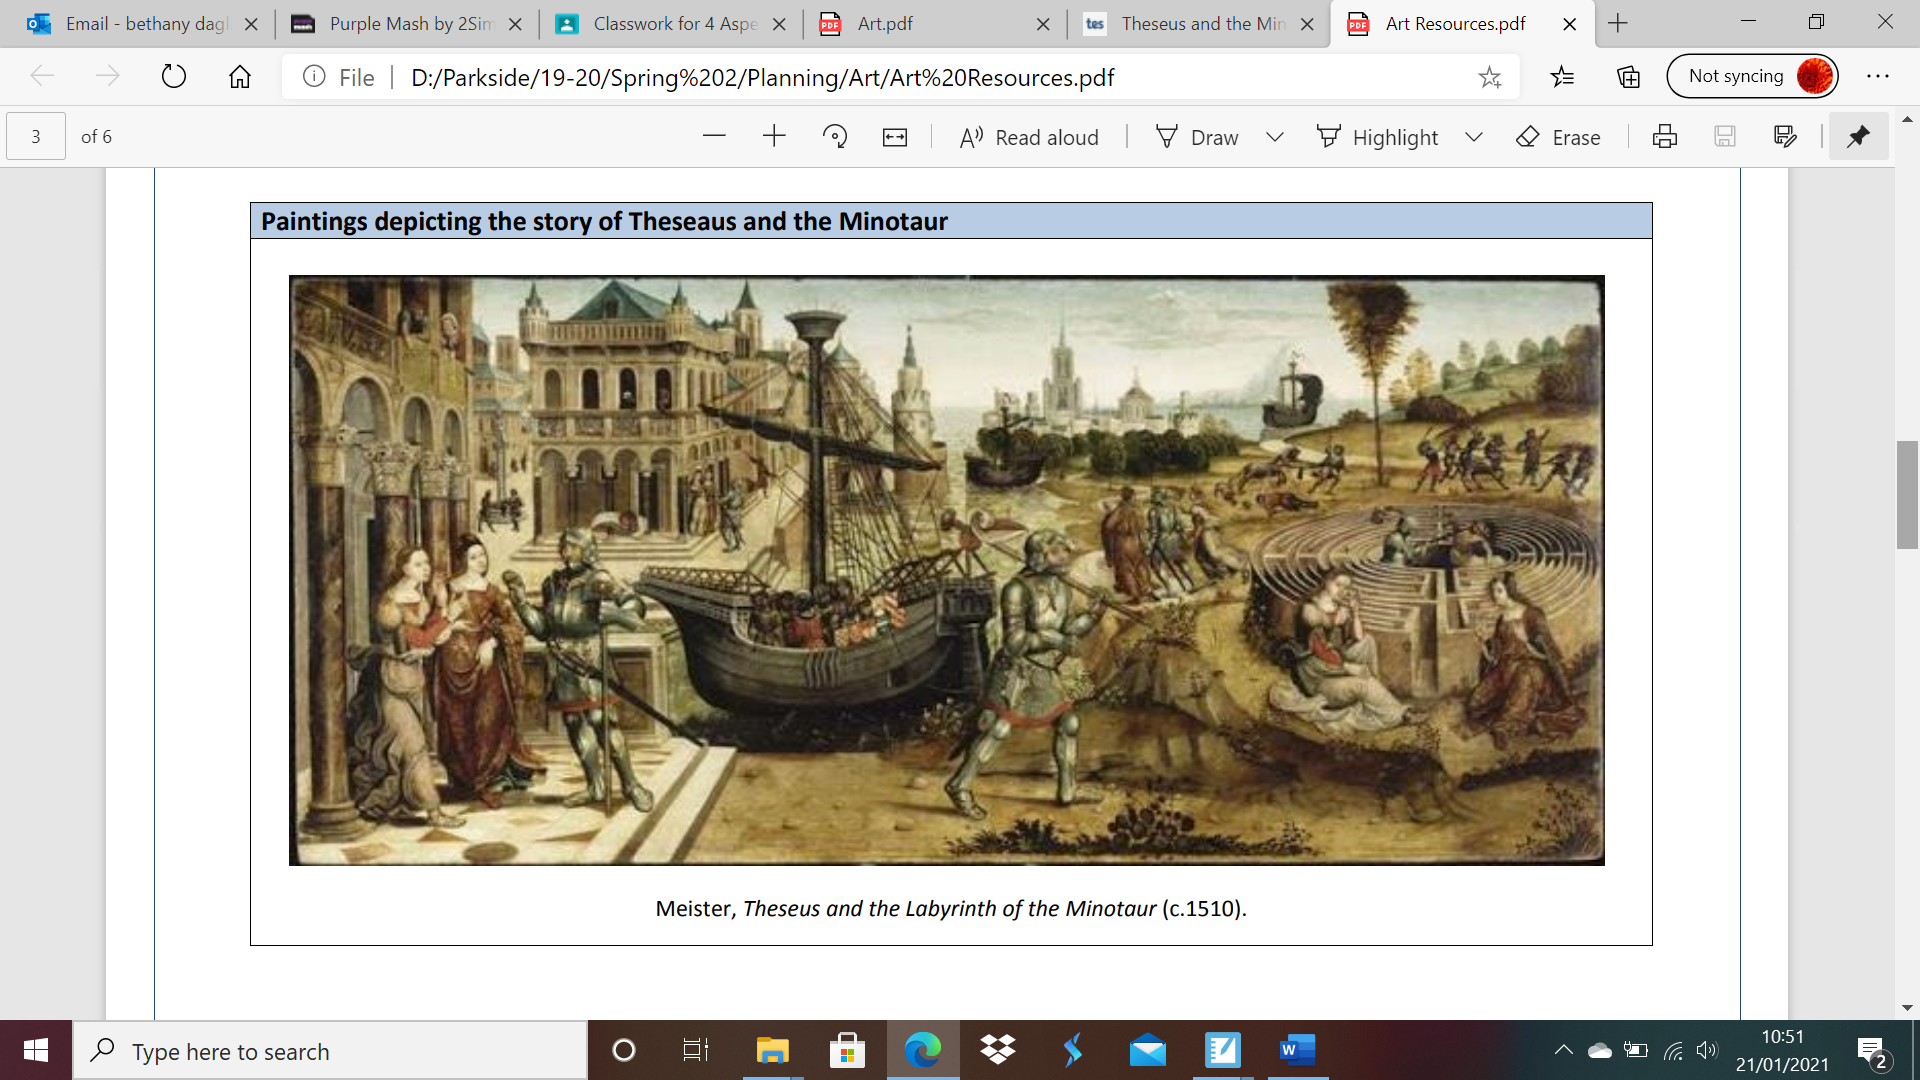 Email - bethany dagl
Purple Mash by 2Sim
Classwork for 4 Aspe
Art.pdf
tes
Theseus and the Min
Art Resources.pdf
File
D:/Parkside/19-20/Spring%202/Planning/Art/Art%20Resources.pdf
Not syncing
3 of 6
Read aloud
Draw
Highlight
Erase
Paintings depicting the story of Theseaus and the Minotaur
Meister, Theseus and the Labyrinth of the Minotaur (c.1510).
Type here to search
10:51
21/01/2021
2